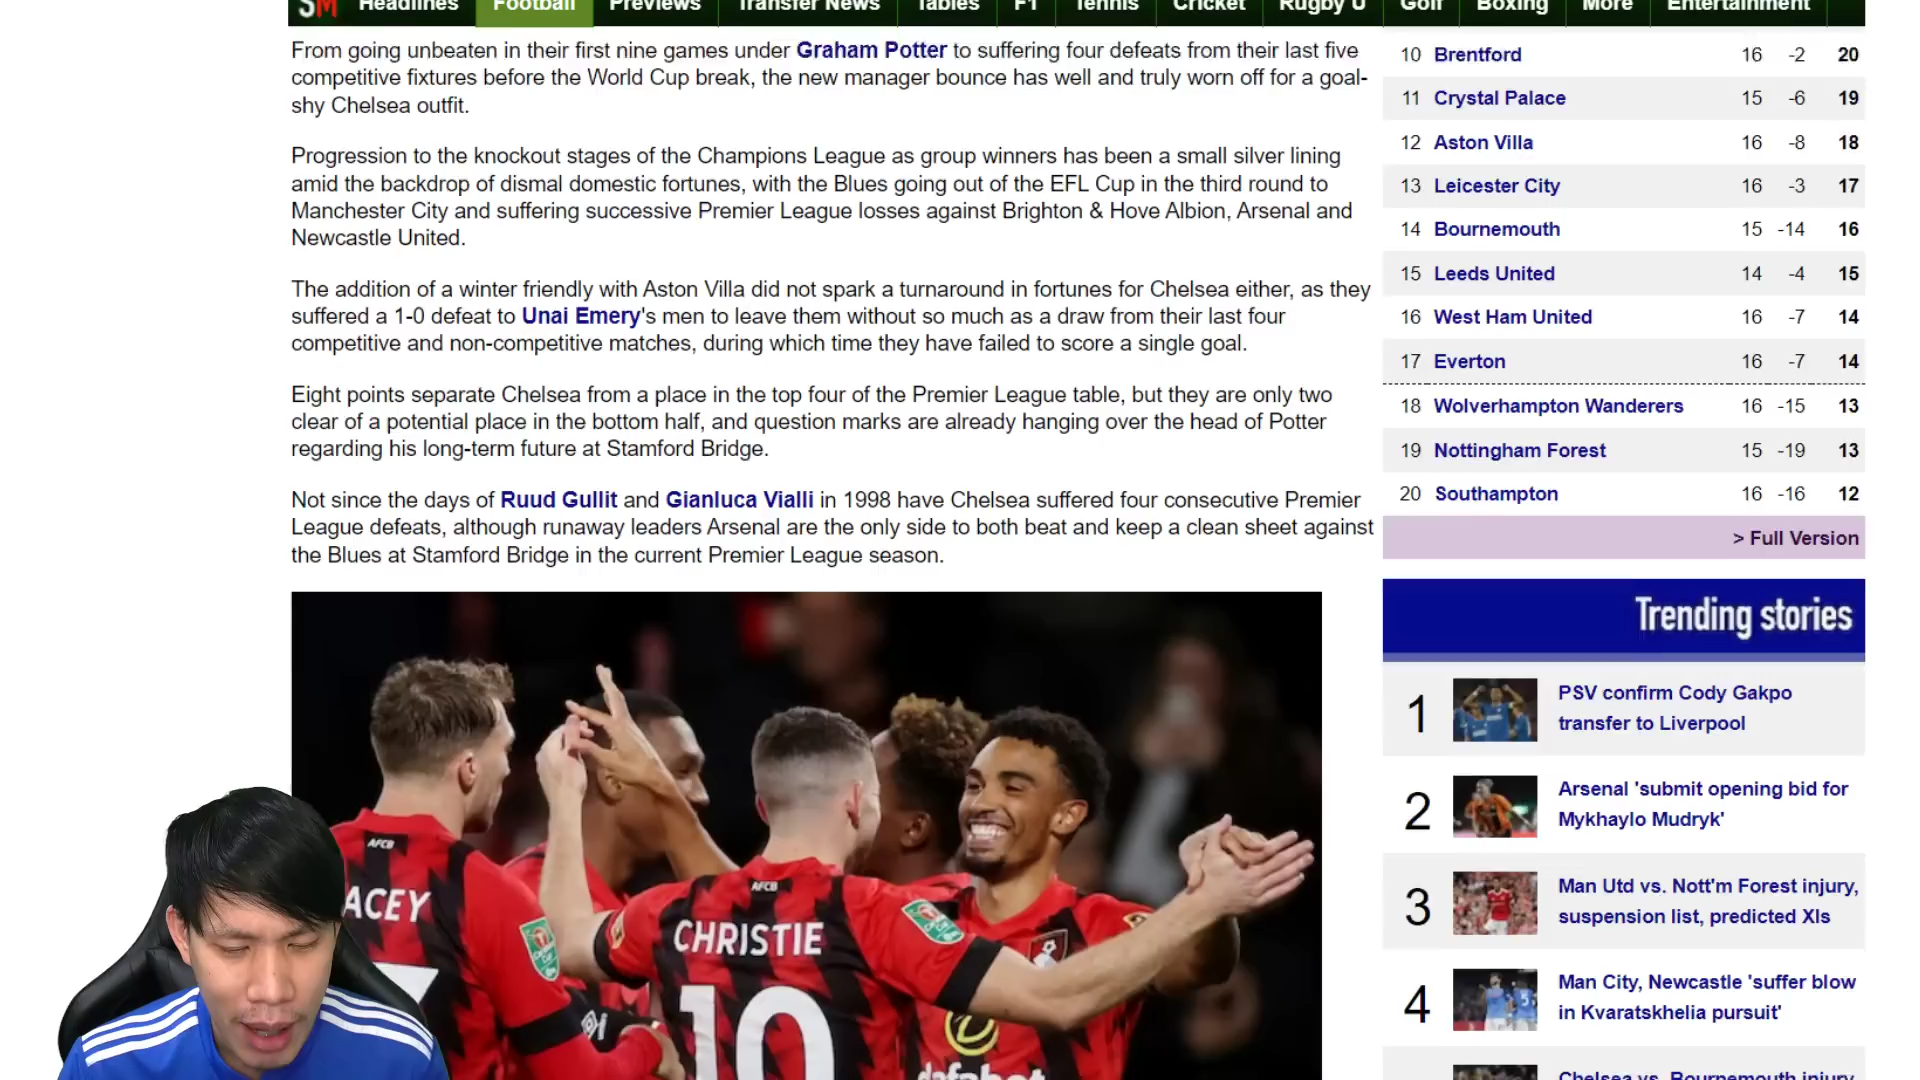 SM Headlines Football Previews Transfer News Tables F1 Tennis Cricket Rugby U Golf Boxing More Entertainment
From going unbeaten in their first nine games under Graham Potter to suffering four defeats from their last five
competitive fixtures before the World Cup break, the new manager bounce has well and truly worn off for a goal-
shy Chelsea outfit.
Progression to the knockout stages of the Champions League as group winners has been a small silver lining
amid the backdrop of dismal domestic fortunes, with the Blues going out of the EFL Cup in the third round to
Manchester City and suffering successive Premier League losses against Brighton & Hove Albion, Arsenal and
Newcastle United.
The addition of a winter friendly with Aston Villa did not spark a turnaround in fortunes for Chelsea either, as they
suffered a 1-0 defeat to Unai Emery's men to leave them without so much as a draw from their last four
competitive and non-competitive matches, during which time they have failed to score a single goal.
Eight points separate Chelsea from a place in the top four of the Premier League table, but they are only two
clear of a potential place in the bottom half, and question marks are already hanging over the head of Potter
regarding his long-term future at Stamford Bridge.
Not since the days of Ruud Gullit and Gianluca Vialli in 1998 have Chelsea suffered four consecutive Premier
League defeats, although runaway leaders Arsenal are the only side to both beat and keep a clean sheet against
the Blues at Stamford Bridge in the current Premier League season.
AFCB
ACEY
AFCB
CHRISTIE
10
dafabet
10 Brentford 16 -2 20
11 Crystal Palace 15 -6 19
12 Aston Villa 16 -8 18
13 Leicester City 16 -3 17
14 Bournemouth 15 -14 16
15 Leeds United 14 -4 15
16 West Ham United 16 -7 14
17 Everton 16 -7 14
18 Wolverhampton Wanderers 16 -15 13
19 Nottingham Forest 15 -19 13
20 Southampton 16 -16 12
> Full Version
Trending stories
1 PSV confirm Cody Gakpo
transfer to Liverpool
2 Arsenal 'submit opening bid for
Mykhaylo Mudryk'
3 Man Utd vs. Nott'm Forest injury,
suspension list, predicted XIs
4 Man City, Newcastle 'suffer blow
in Kvaratskhelia pursuit'
Chelsea vs. Bournemouth injury